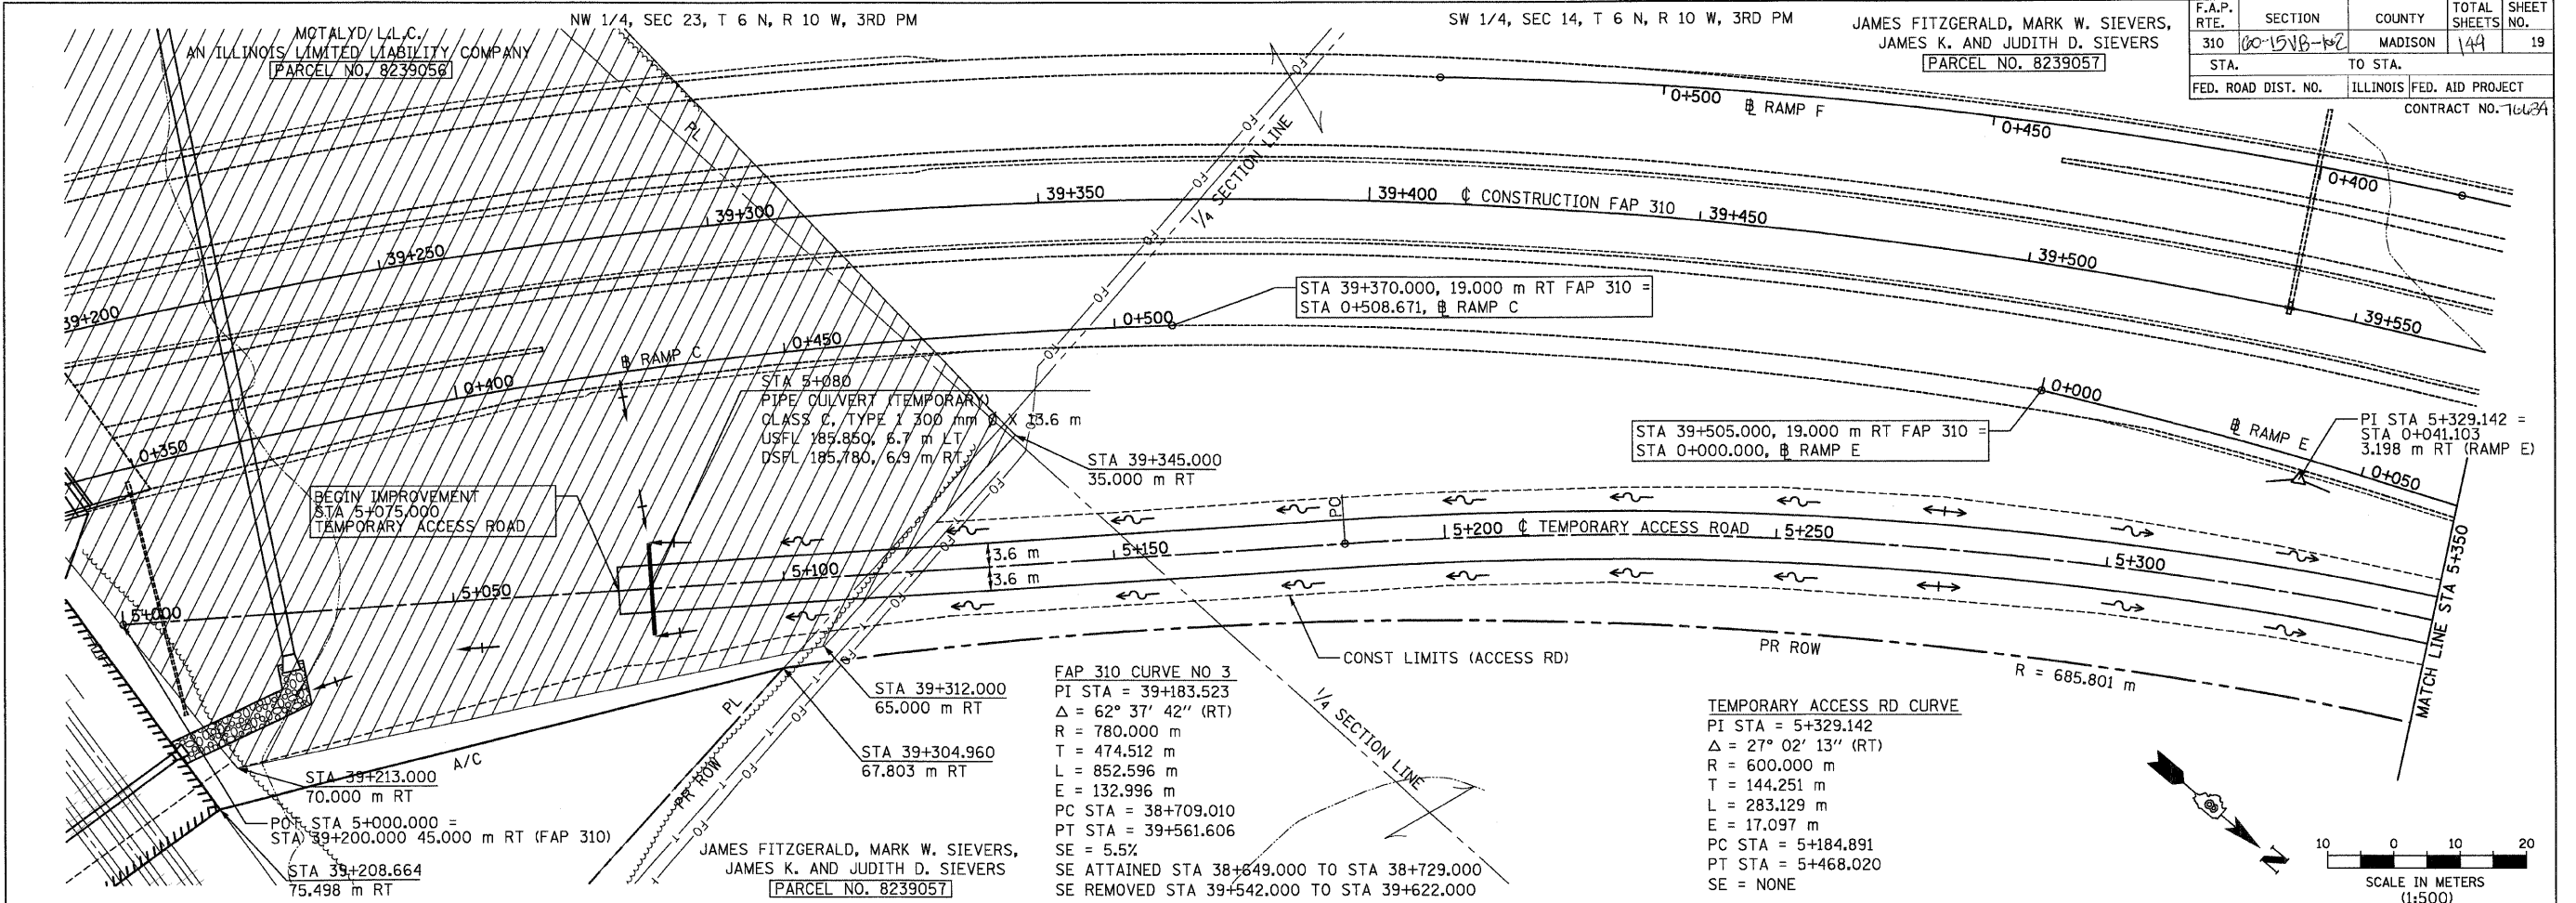 NW 1/4, SEC 23, T 6 N, R 10 W, 3RD PM
SW 1/4, SEC 14, T 6 N, R 10 W, 3RD PM
MCTALYD L.L.C.
AN ILLINOIS LIMITED LIABILITY COMPANY
PARCEL NO. 8239056
JAMES FITZGERALD, MARK W. SIEVERS,
JAMES K. AND JUDITH D. SIEVERS
PARCEL NO. 8239057
F.A.P. RTE. SECTION COUNTY TOTAL SHEETS SHEET NO.
310 MADISON 149 19
STA. TO STA.
FED. ROAD DIST. NO. ILLINOIS FED. AID PROJECT
CONTRACT NO.
PL
FO FO FO FO FO FO
1/4 SECTION LINE
0+500 ℄ RAMP F
0+450
0+400
39+200
39+250
39+300
39+350
39+400 ℄ CONSTRUCTION FAP 310
39+450
39+500
39+550
STA 39+370.000, 19.000 m RT FAP 310 =
STA 0+508.671, ℄ RAMP C
0+350
0+400
℄ RAMP C
0+450
0+500
STA 5+080
PIPE CULVERT (TEMPORARY)
CLASS C, TYPE 1 300 mm Ø X 13.6 m
USFL 185.850, 6.7 m LT
DSFL 185.780, 6.9 m RT
STA 39+345.000
35.000 m RT
STA 39+505.000, 19.000 m RT FAP 310 =
STA 0+000.000, ℄ RAMP E
0+000
℄ RAMP E
0+050
PI STA 5+329.142 =
STA 0+041.103
3.198 m RT (RAMP E)
BEGIN IMPROVEMENT
STA 5+075.000
TEMPORARY ACCESS ROAD
5+000
5+050
5+100
3.6 m
3.6 m
5+150
PC
5+200 ℄ TEMPORARY ACCESS ROAD
5+250
5+300
MATCH LINE STA 5+350
CONST LIMITS (ACCESS RD)
PR ROW
R = 685.801 m
STA 39+312.000
65.000 m RT
STA 39+304.960
67.803 m RT
PL
PR ROW
A/C
STA 39+213.000
70.000 m RT
POT STA 5+000.000 =
STA 39+200.000 45.000 m RT (FAP 310)
STA 39+208.664
75.498 m RT
JAMES FITZGERALD, MARK W. SIEVERS,
JAMES K. AND JUDITH D. SIEVERS
PARCEL NO. 8239057
FAP 310 CURVE NO 3
PI STA = 39+183.523
Δ = 62° 37' 42" (RT)
R = 780.000 m
T = 474.512 m
L = 852.596 m
E = 132.996 m
PC STA = 38+709.010
PT STA = 39+561.606
SE = 5.5%
SE ATTAINED STA 38+649.000 TO STA 38+729.000
SE REMOVED STA 39+542.000 TO STA 39+622.000
1/4 SECTION LINE
TEMPORARY ACCESS RD CURVE
PI STA = 5+329.142
Δ = 27° 02' 13" (RT)
R = 600.000 m
T = 144.251 m
L = 283.129 m
E = 17.097 m
PC STA = 5+184.891
PT STA = 5+468.020
SE = NONE
N
10 0 10 20
SCALE IN METERS
(1:500)